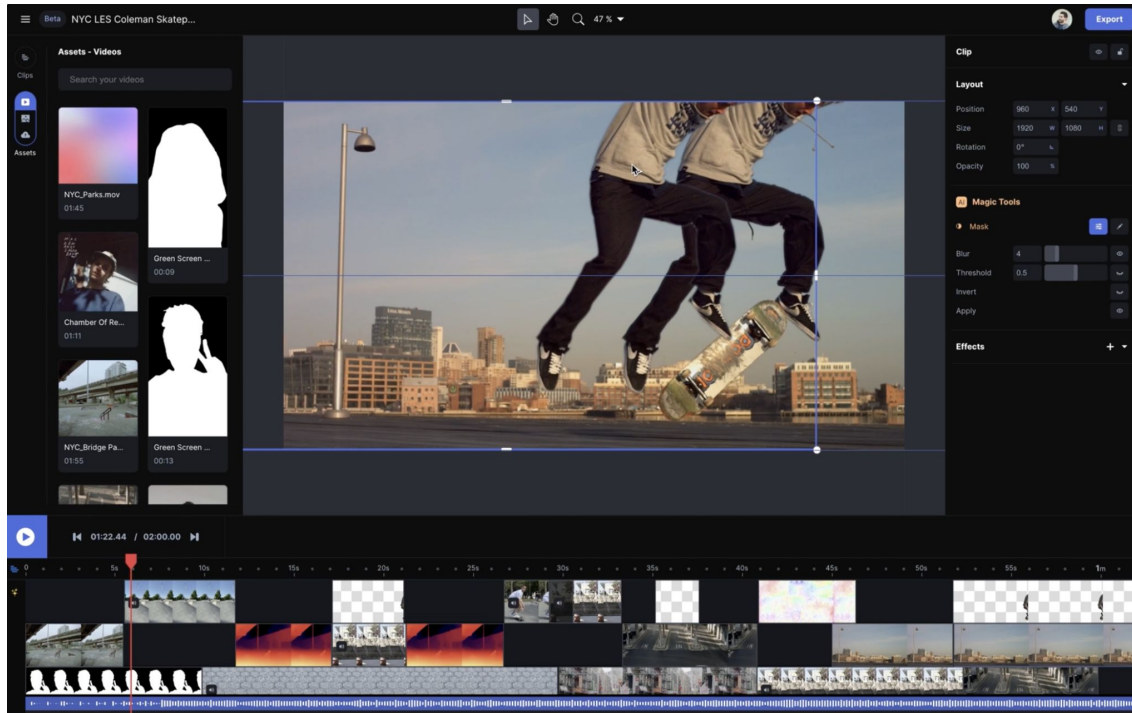 Beta NYC LES Coleman Skatep...
47 %
Export
Clips
Assets
Assets - Videos
Search your videos
NYC_Parks.mov
01:45
Green Screen ...
00:09
Chamber Of Re...
01:11
NYC_Bridge Pa...
01:55
Green Screen ...
00:13
Clip
Layout
Position 960 X 540 Y
Size 1920 W 1080 H
Rotation 0°
Opacity 100 %
AI Magic Tools
Mask
Blur 4
Threshold 0.5
Invert
Apply
Effects
01:22.44 / 02:00.00
0 5s 10s 15s 20s 25s 30s 35s 40s 45s 50s 55s 1m